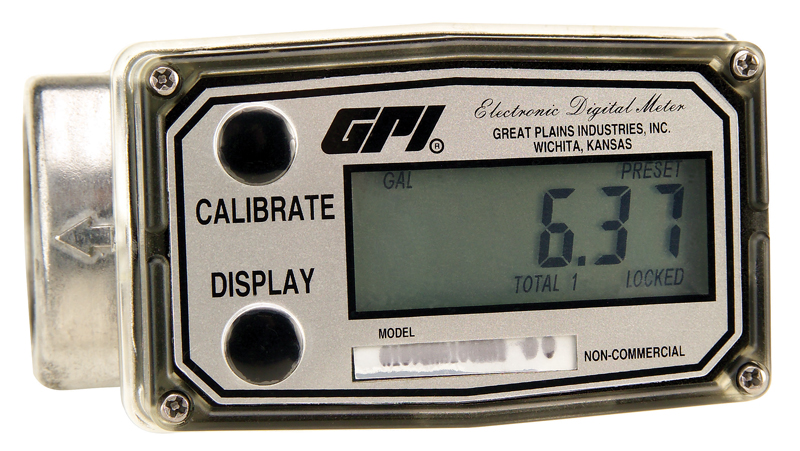 GPI®
Electronic Digital Meter
GREAT PLAINS INDUSTRIES, INC.
WICHITA, KANSAS
CALIBRATE
GAL PRESET
6.37
TOTAL 1 LOCKED
DISPLAY
MODEL
NON-COMMERCIAL